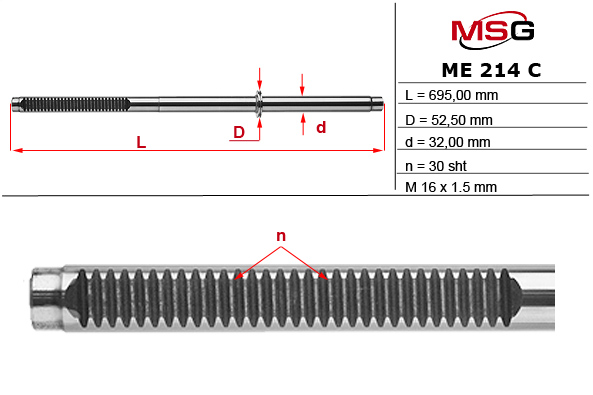 MSG
ME 214 C
L = 695,00 mm
D = 52,50 mm
d = 32,00 mm
n = 30 sht
M 16 x 1.5 mm
D
d
L
n